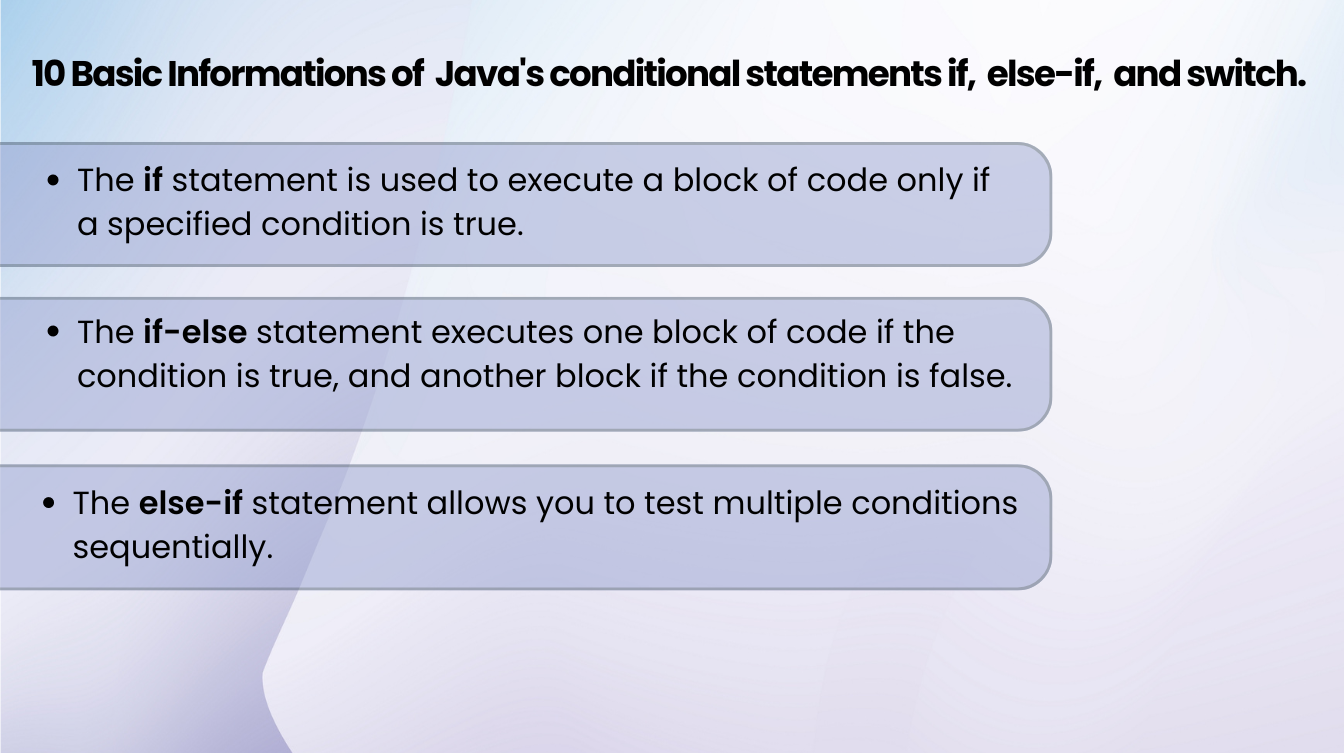 10 Basic Informations of Java's conditional statements if, else-if, and switch.
• The if statement is used to execute a block of code only if
a specified condition is true.
• The if-else statement executes one block of code if the
condition is true, and another block if the condition is false.
• The else-if statement allows you to test multiple conditions
sequentially.